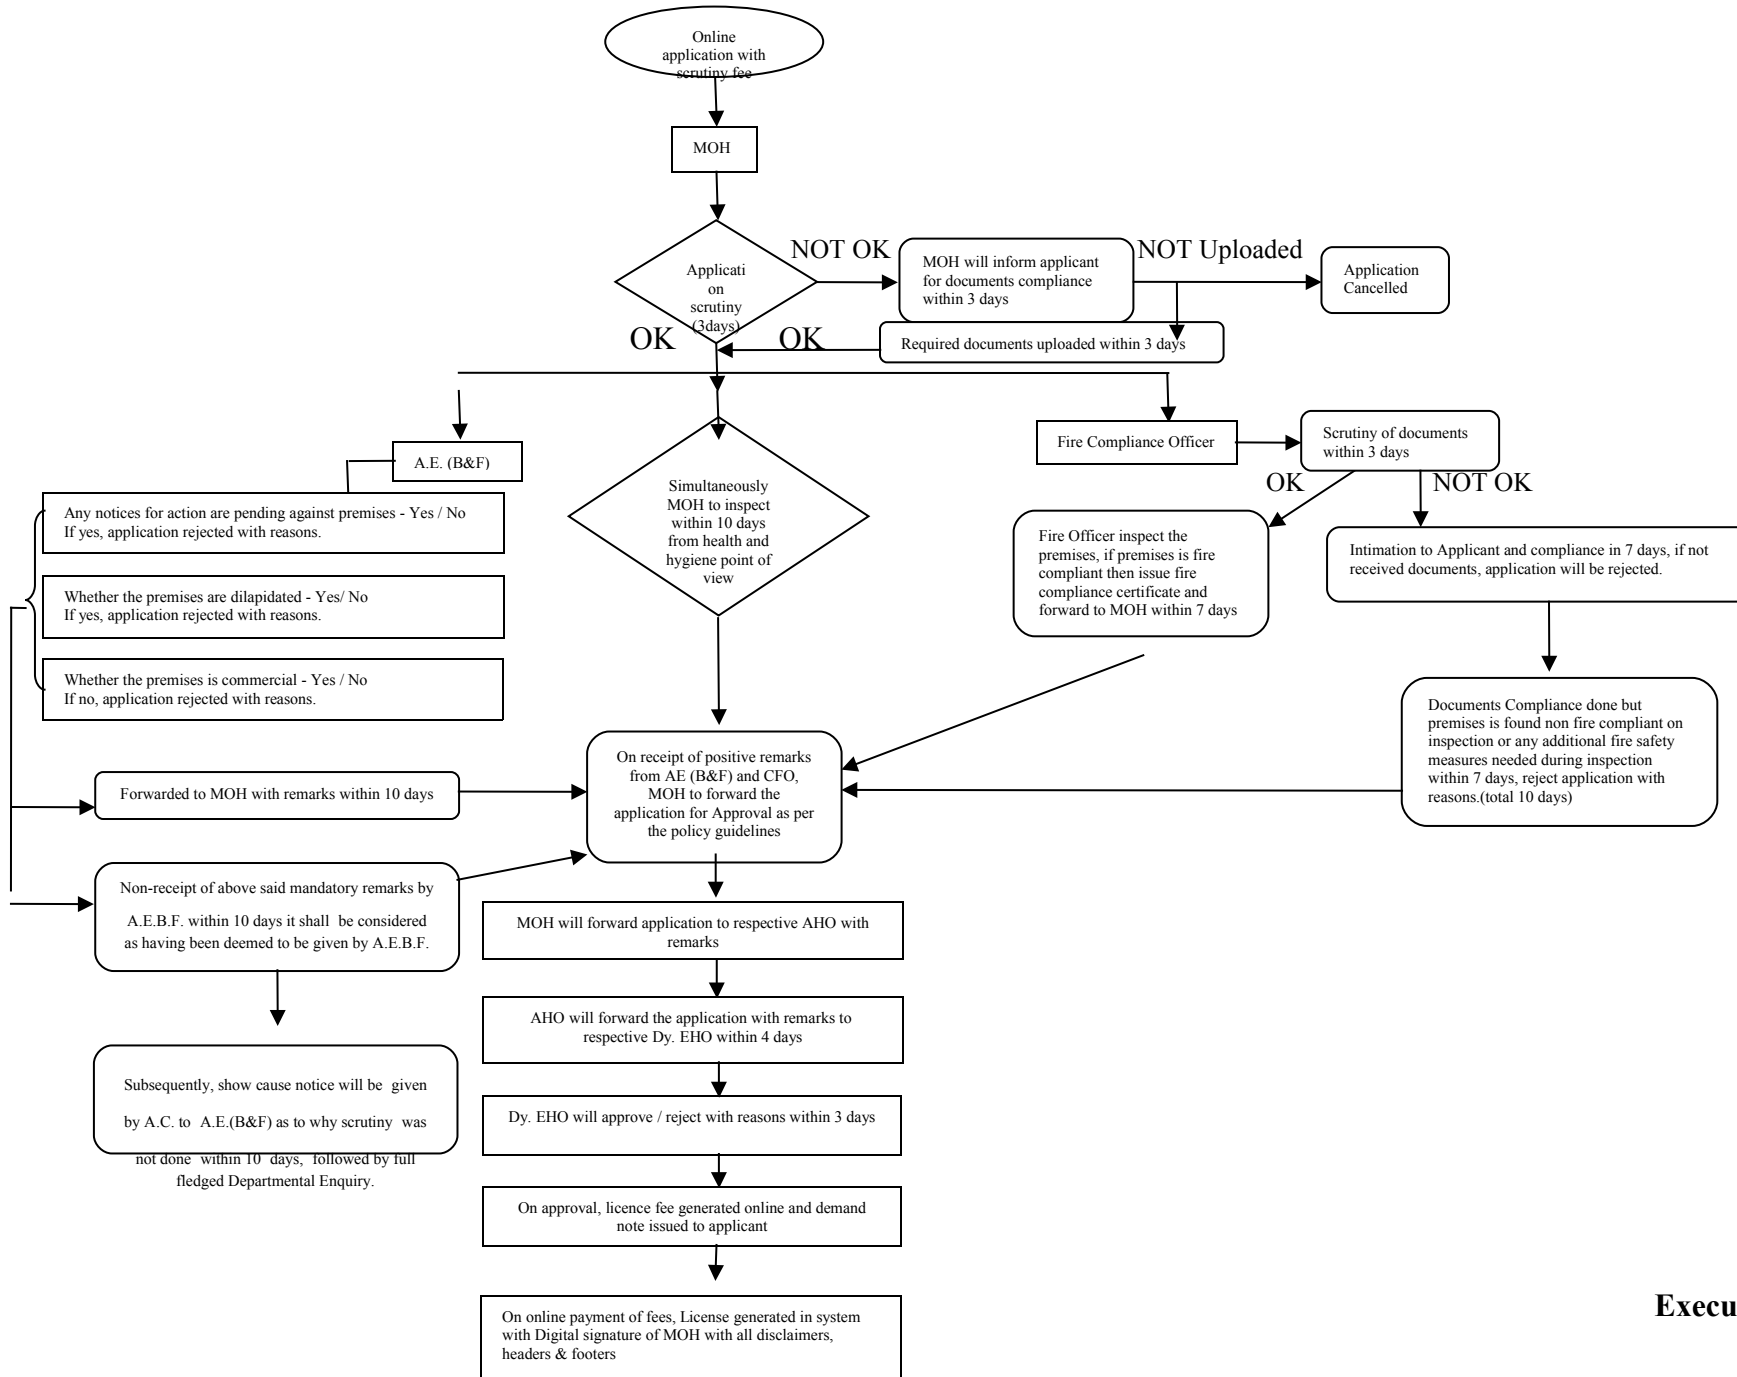 Online
application with
scrutiny fee
MOH
Applicati
on
scrutiny
(3days)
NOT OK
MOH will inform applicant
for documents compliance
within 3 days
NOT Uploaded
Application
Cancelled
OK
OK
Required documents uploaded within 3 days
A.E. (B&F)
Fire Compliance Officer
Scrutiny of documents
within 3 days
OK
NOT OK
Any notices for action are pending against premises - Yes / No
If yes, application rejected with reasons.
Whether the premises are dilapidated - Yes/ No
If yes, application rejected with reasons.
Whether the premises is commercial - Yes / No
If no, application rejected with reasons.
Simultaneously
MOH to inspect
within 10 days
from health and
hygiene point of
view
Fire Officer inspect the
premises, if premises is fire
compliant then issue fire
compliance certificate and
forward to MOH within 7 days
Intimation to Applicant and compliance in 7 days, if not
received documents, application will be rejected.
Documents Compliance done but
premises is found non fire compliant on
inspection or any additional fire safety
measures needed during inspection
within 7 days, reject application with
reasons.(total 10 days)
On receipt of positive remarks
from AE (B&F) and CFO,
MOH to forward the
application for Approval as per
the policy guidelines
Forwarded to MOH with remarks within 10 days
Non-receipt of above said mandatory remarks by
A.E.B.F. within 10 days it shall be considered
as having been deemed to be given by A.E.B.F.
Subsequently, show cause notice will be given
by A.C. to A.E.(B&F) as to why scrutiny was
not done within 10 days, followed by full
fledged Departmental Enquiry.
MOH will forward application to respective AHO with
remarks
AHO will forward the application with remarks to
respective Dy. EHO within 4 days
Dy. EHO will approve / reject with reasons within 3 days
On approval, licence fee generated online and demand
note issued to applicant
On online payment of fees, License generated in system
with Digital signature of MOH with all disclaimers,
headers & footers
Execu